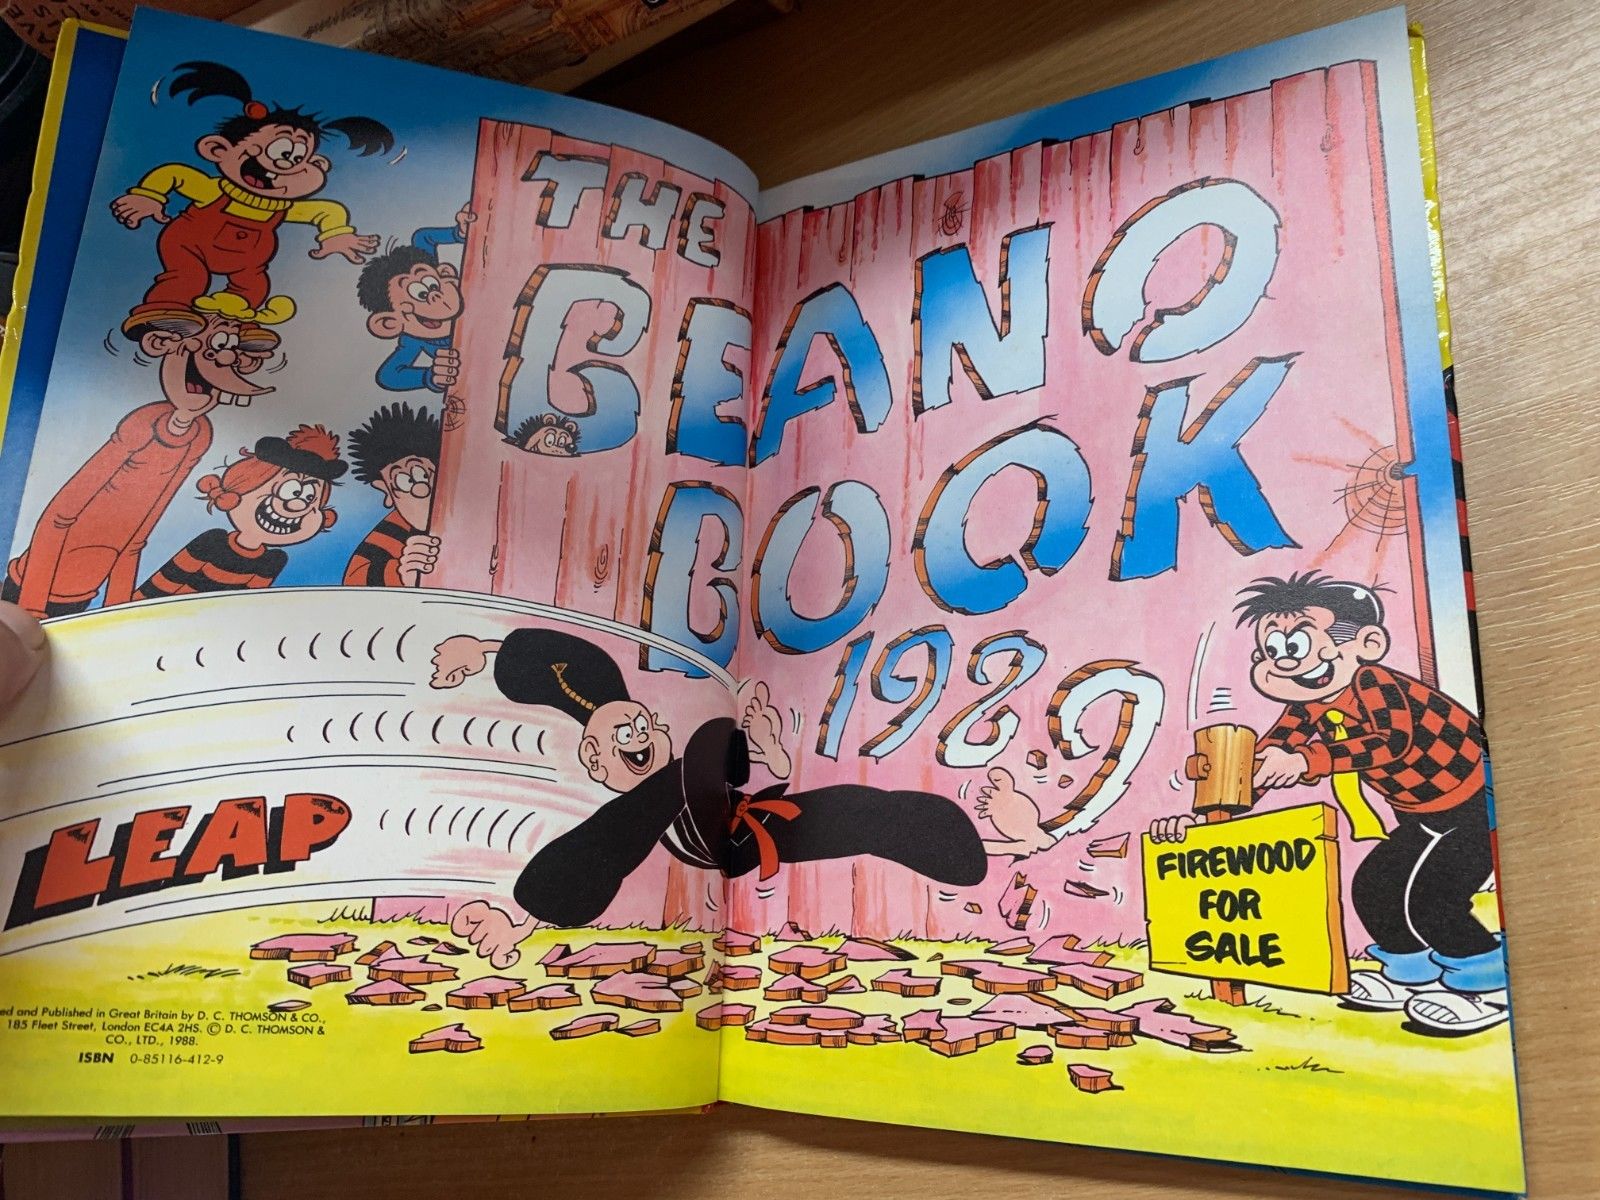 THE
BEANO
BOOK
1989
LEAP
FIREWOOD
FOR
SALE
and Published in Great Britain by D. C. THOMSON & CO.,
185 Fleet Street, London EC4A 2HS. © D. C. THOMSON &
CO., LTD., 1988.
ISBN 0-85116-412-9